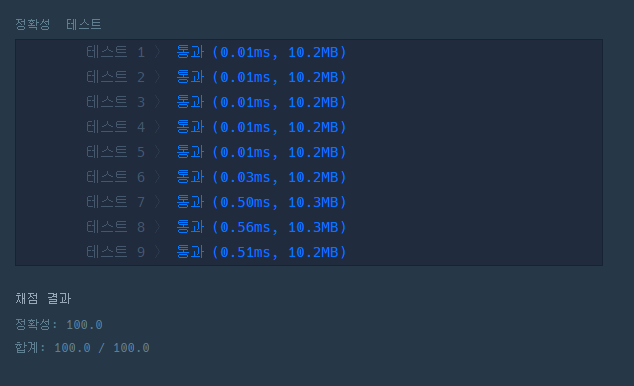 정확성 테스트
테스트 1 〉 통과 (0.01ms, 10.2MB)
테스트 2 〉 통과 (0.01ms, 10.2MB)
테스트 3 〉 통과 (0.01ms, 10.2MB)
테스트 4 〉 통과 (0.01ms, 10.2MB)
테스트 5 〉 통과 (0.01ms, 10.2MB)
테스트 6 〉 통과 (0.03ms, 10.2MB)
테스트 7 〉 통과 (0.50ms, 10.3MB)
테스트 8 〉 통과 (0.56ms, 10.3MB)
테스트 9 〉 통과 (0.51ms, 10.2MB)
채점 결과
정확성: 100.0
합계: 100.0 / 100.0